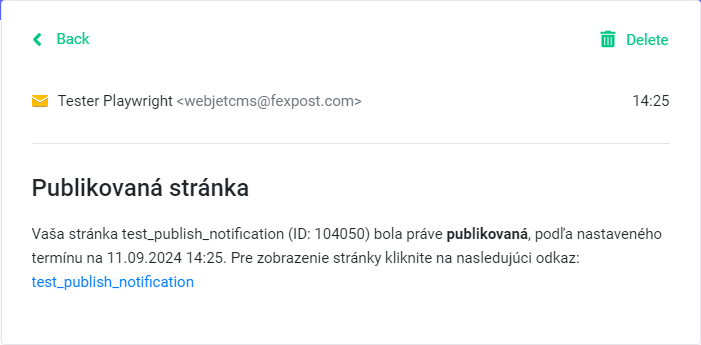 Back
Delete
Tester Playwright <webjetcms@fexpost.com>
14:25
Publikovaná stránka
Vaša stránka test_publish_notification (ID: 104050) bola práve publikovaná, podľa nastaveného
termínu na 11.09.2024 14:25. Pre zobrazenie stránky kliknite na nasledujúci odkaz:
test_publish_notification